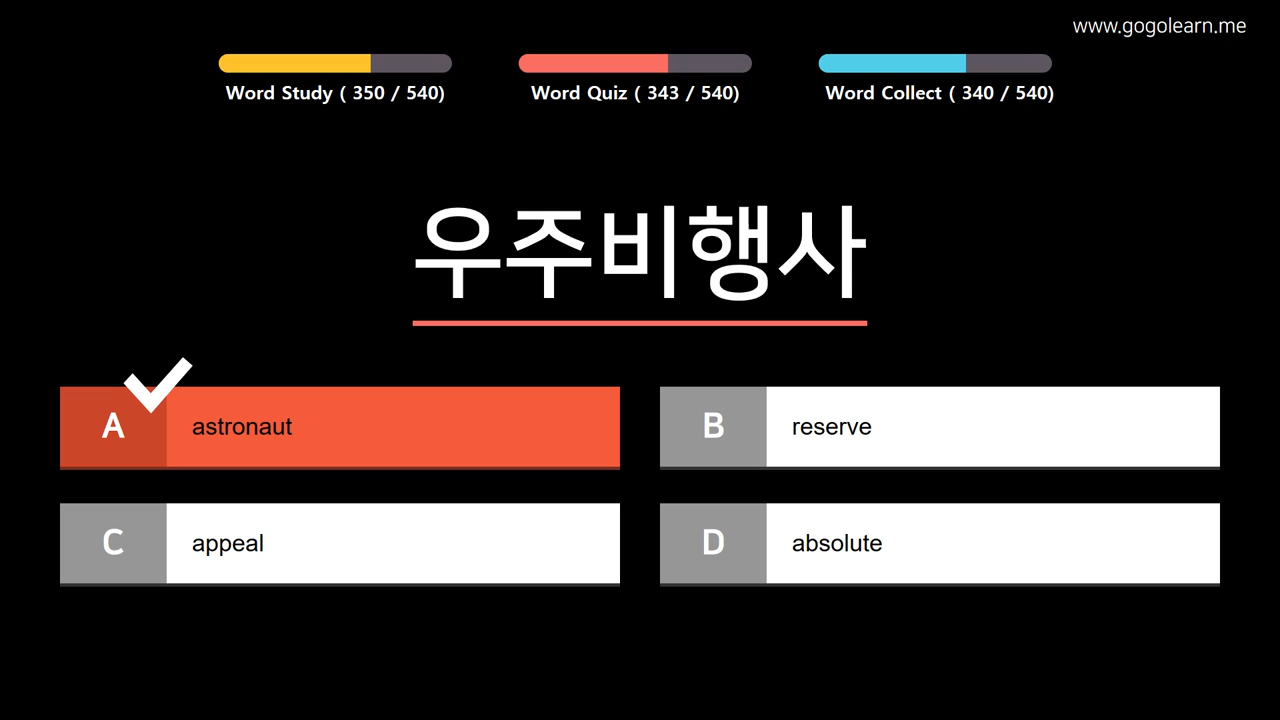 www.gogolearn.me
Word Study ( 350 / 540)
Word Quiz ( 343 / 540)
Word Collect ( 340 / 540)
우주비행사
A astronaut
B reserve
C appeal
D absolute